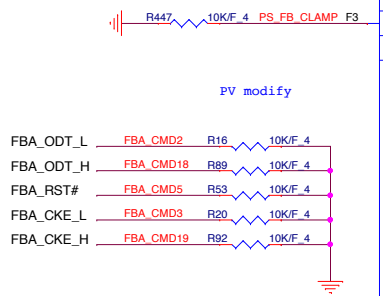 R447 10K/F_4 PS_FB_CLAMP F3
PV modify
FBA_ODT_L FBA_CMD2 R16 10K/F_4
FBA_ODT_H FBA_CMD18 R89 10K/F_4
FBA_RST# FBA_CMD5 R53 10K/F_4
FBA_CKE_L FBA_CMD3 R20 10K/F_4
FBA_CKE_H FBA_CMD19 R92 10K/F_4